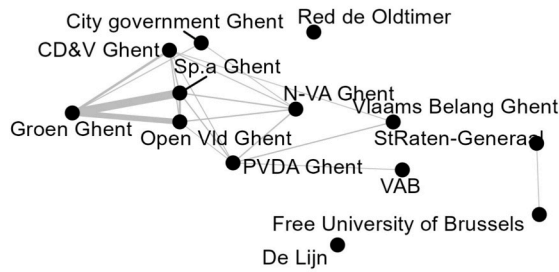 Red de Oldtimer
City government Ghent
CD&V Ghent
Sp.a Ghent
N-VA Ghent
Vlaams Belang Ghent
Groen Ghent
Open Vld Ghent
StRaten-Generaal
PVDA Ghent
VAB
Free University of Brussels
De Lijn